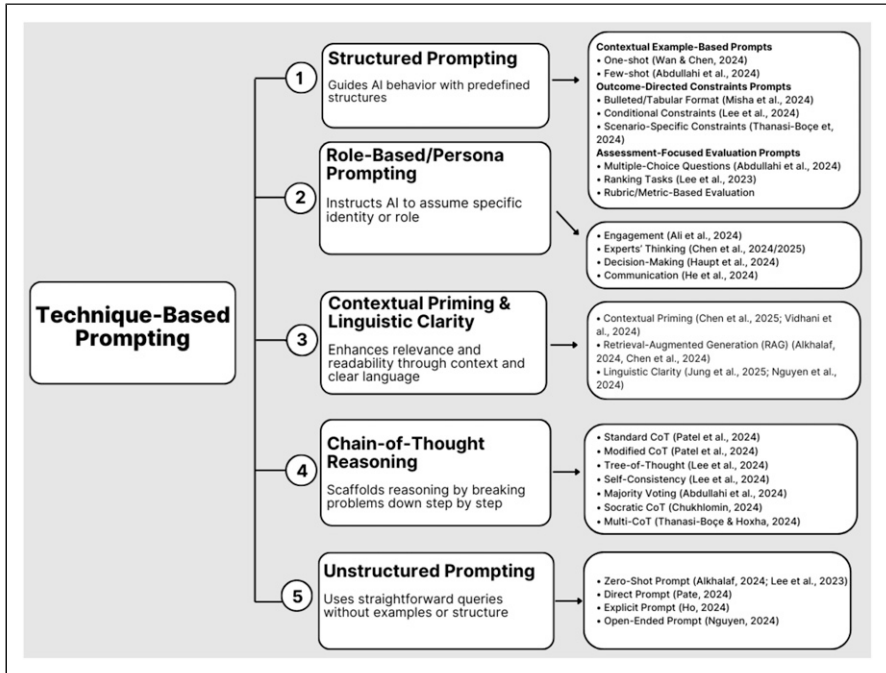 Technique-Based
Prompting
1
Structured Prompting
Guides AI behavior with predefined
structures
Contextual Example-Based Prompts
• One-shot (Wan & Chen, 2024)
• Few-shot (Abdullahi et al., 2024)
Outcome-Directed Constraints Prompts
• Bulleted/Tabular Format (Misha et al., 2024)
• Conditional Constraints (Lee et al., 2024)
• Scenario-Specific Constraints (Thanasi-Boçe et,
2024)
Assessment-Focused Evaluation Prompts
• Multiple-Choice Questions (Abdullahi et al., 2024)
• Ranking Tasks (Lee et al., 2023)
• Rubric/Metric-Based Evaluation
2
Role-Based/Persona
Prompting
Instructs AI to assume specific
identity or role
• Engagement (Ali et al., 2024)
• Experts' Thinking (Chen et al., 2024/2025)
• Decision-Making (Haupt et al., 2024)
• Communication (He et al., 2024)
3
Contextual Priming &
Linguistic Clarity
Enhances relevance and
readability through context and
clear language
• Contextual Priming (Chen et al., 2025; Vidhani et
al., 2024)
• Retrieval-Augmented Generation (RAG) (Alkhalaf,
2024, Chen et al., 2024)
• Linguistic Clarity (Jung et al., 2025; Nguyen et al.,
2024)
4
Chain-of-Thought
Reasoning
Scaffolds reasoning by breaking
problems down step by step
• Standard CoT (Patel et al., 2024)
• Modified CoT (Patel et al., 2024)
• Tree-of-Thought (Lee et al., 2024)
• Self-Consistency (Lee et al., 2024)
• Majority Voting (Abdullahi et al., 2024)
• Socratic CoT (Chukhlomin, 2024)
• Multi-CoT (Thanasi-Boçe & Hoxha, 2024)
5
Unstructured Prompting
Uses straightforward queries
without examples or structure
• Zero-Shot Prompt (Alkhalaf, 2024; Lee et al., 2023)
• Direct Prompt (Pate, 2024)
• Explicit Prompt (Ho, 2024)
• Open-Ended Prompt (Nguyen, 2024)